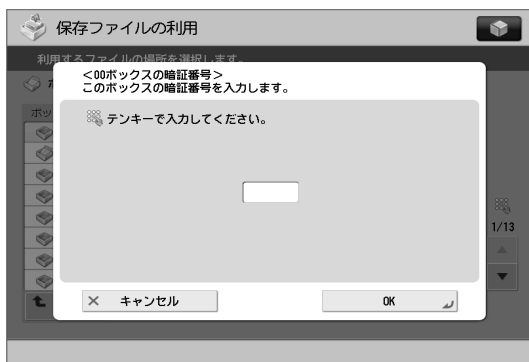 保存ファイルの利用
利用するファイルの場所を選択します。
<00ボックスの暗証番号>
このボックスの暗証番号を入力します。
ボッ
テンキーで入力してください。
1/13
× キャンセル
OK